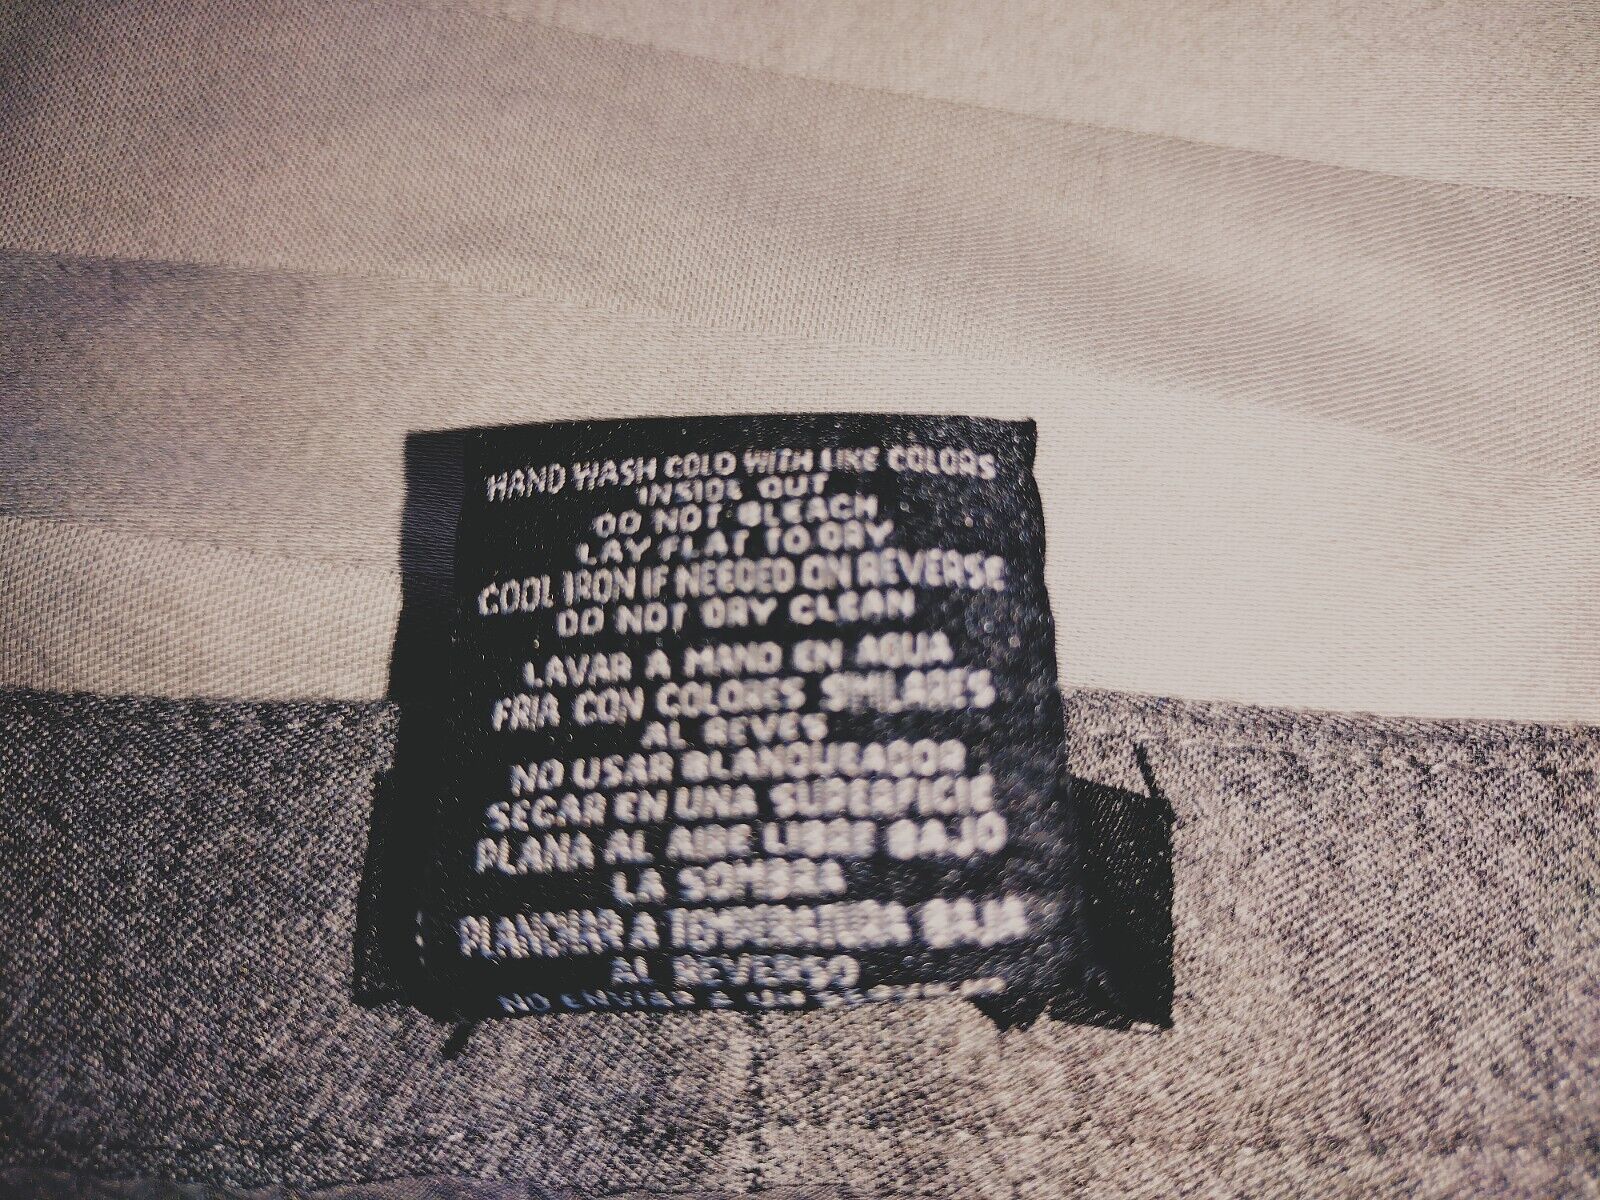 HAND WASH COLD WITH LIKE COLORS
INSIDE OUT
DO NOT BLEACH
LAY FLAT TO DRY
COOL IRON IF NEEDED ON REVERSE
DO NOT DRY CLEAN
LAVAR A MANO EN AGUA
FRIA CON COLORES SIMILARES
AL REVES
NO USAR BLANQUEADOR
SECAR EN UNA SUPERFICIE
PLANA AL AIRE LIBRE BAJO
LA SOMBRA
PLANCHAR A TEMPERATURA BAJA
AL REVERSO
NO ENVIAR A